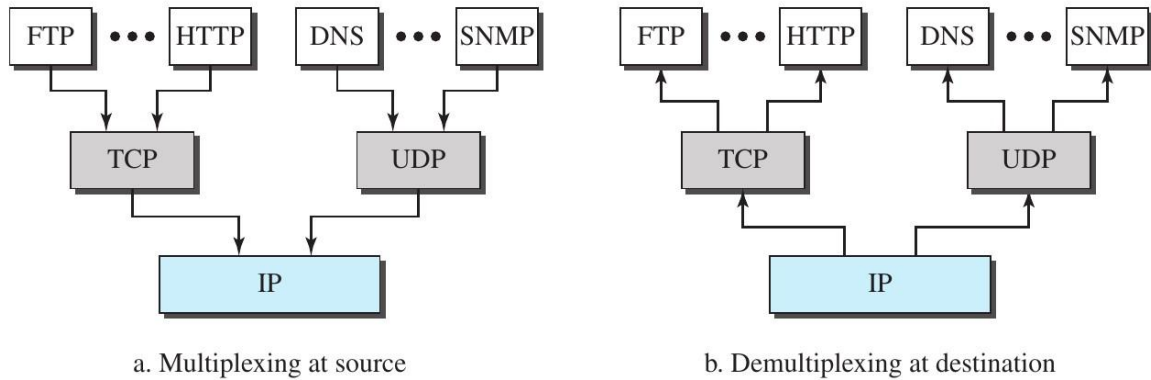 FTP ••• HTTP DNS ••• SNMP
TCP UDP
IP
a. Multiplexing at source
FTP ••• HTTP DNS ••• SNMP
TCP UDP
IP
b. Demultiplexing at destination